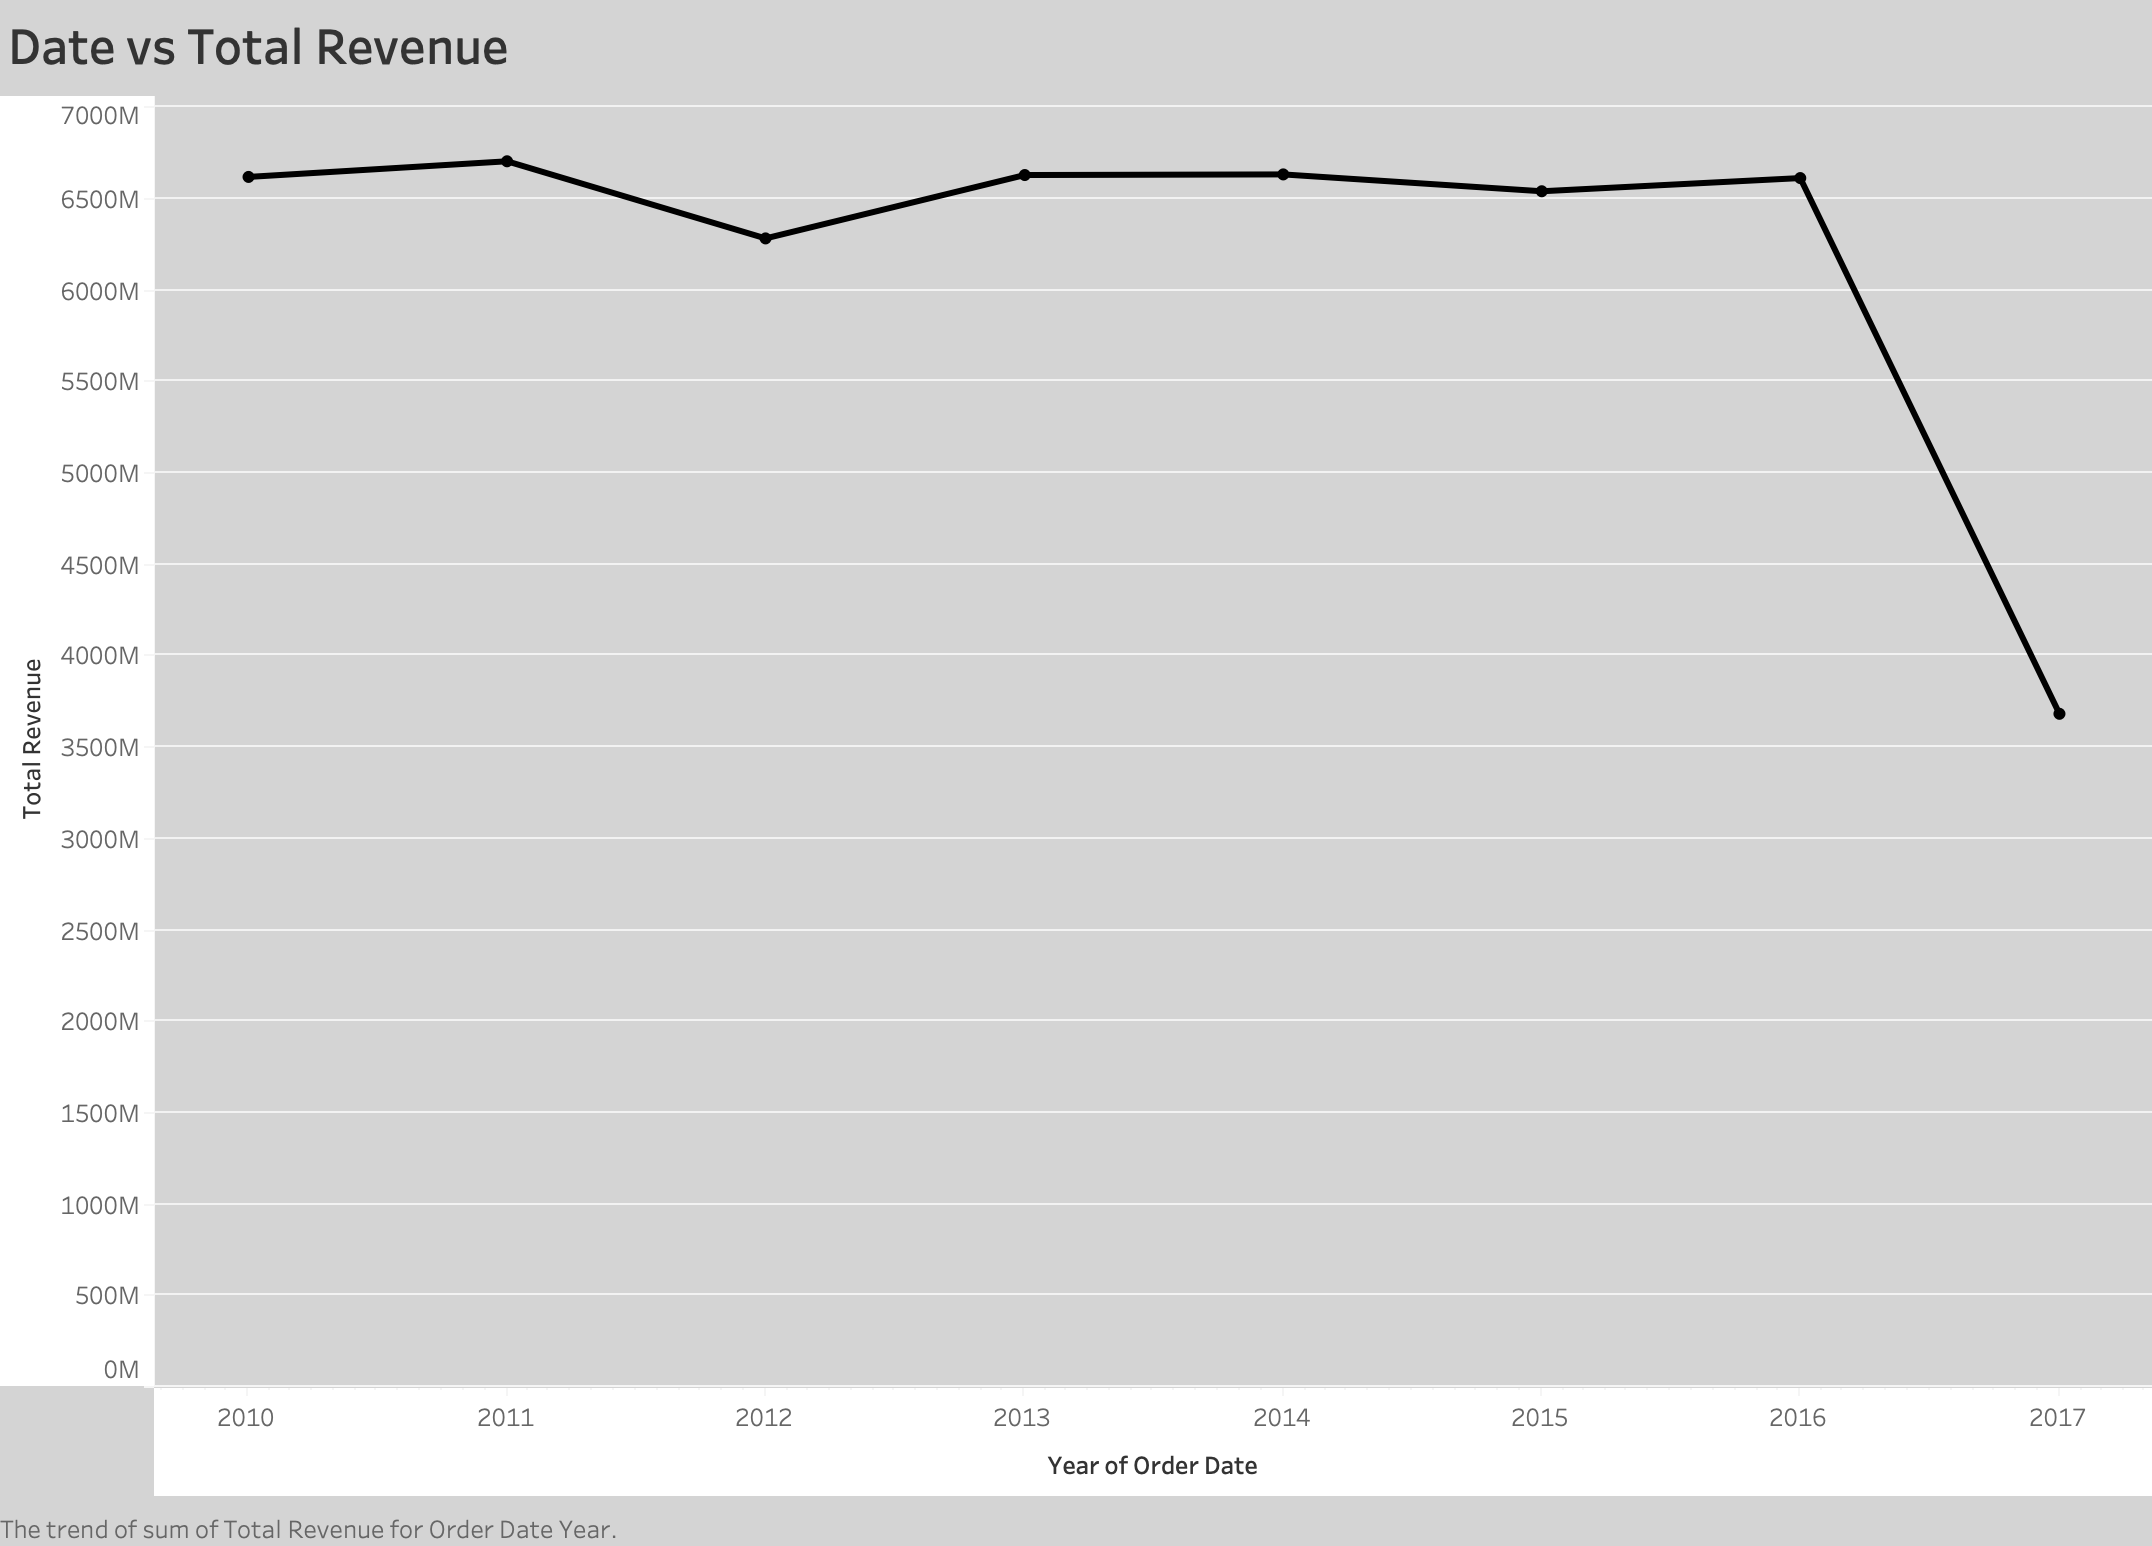 Date vs Total Revenue
7000M
6500M
6000M
5500M
5000M
4500M
4000M
3500M
3000M
2500M
2000M
1500M
1000M
500M
0M
Total Revenue
2010 2011 2012 2013 2014 2015 2016 2017
Year of Order Date
The trend of sum of Total Revenue for Order Date Year.